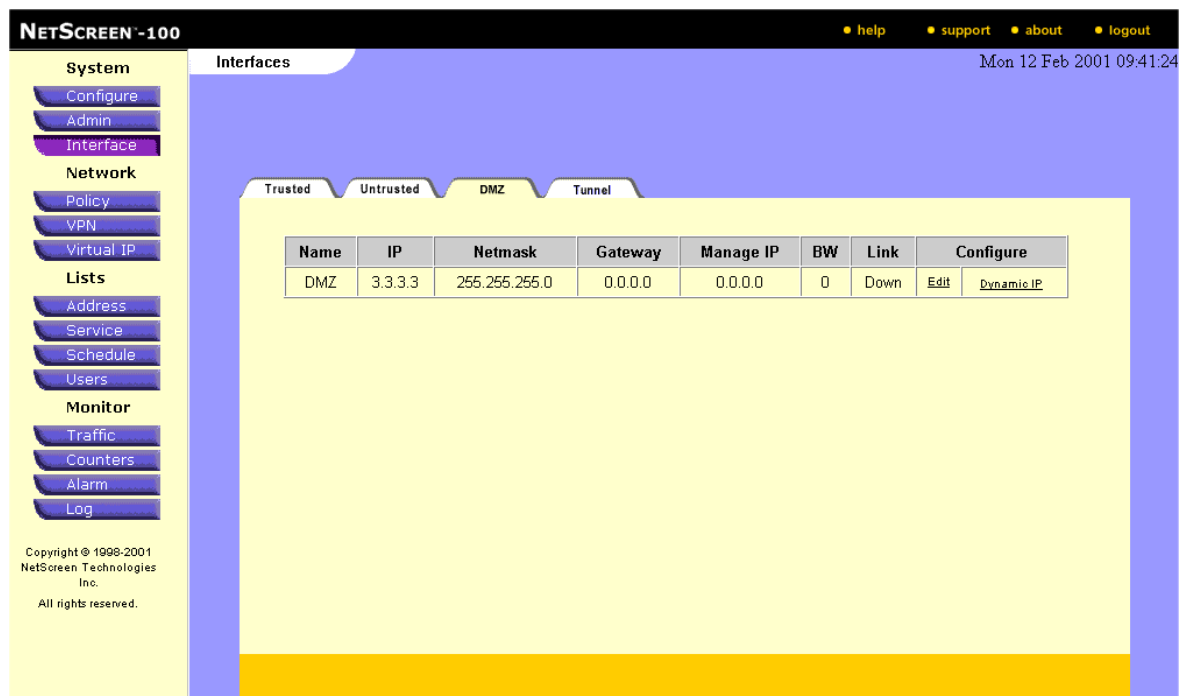 NETSCREEN™-100
help support about logout
Interfaces
Mon 12 Feb 2001 09:41:24
System
Configure
Admin
Interface
Network
Policy
VPN
Virtual IP
Lists
Address
Service
Schedule
Users
Monitor
Traffic
Counters
Alarm
Log
Copyright © 1998-2001
NetScreen Technologies
Inc.
All rights reserved.
Trusted Untrusted DMZ Tunnel
Name IP Netmask Gateway Manage IP BW Link Configure
DMZ 3.3.3.3 255.255.255.0 0.0.0.0 0.0.0.0 0 Down Edit Dynamic IP